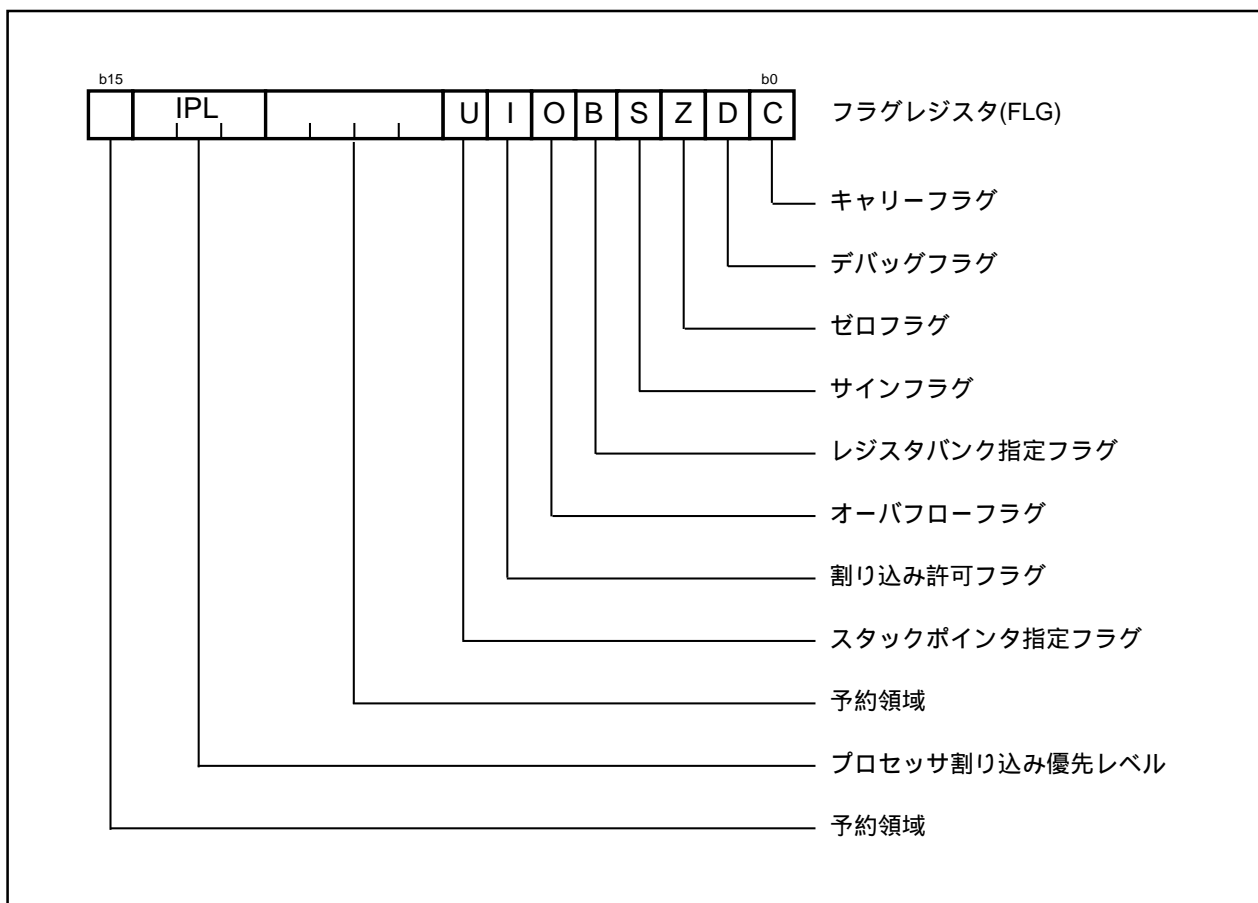 b15
b0
IPL
U I O B S Z D C
フラグレジスタ(FLG)
キャリーフラグ
デバッグフラグ
ゼロフラグ
サインフラグ
レジスタバンク指定フラグ
オーバフローフラグ
割り込み許可フラグ
スタックポインタ指定フラグ
予約領域
プロセッサ割り込み優先レベル
予約領域